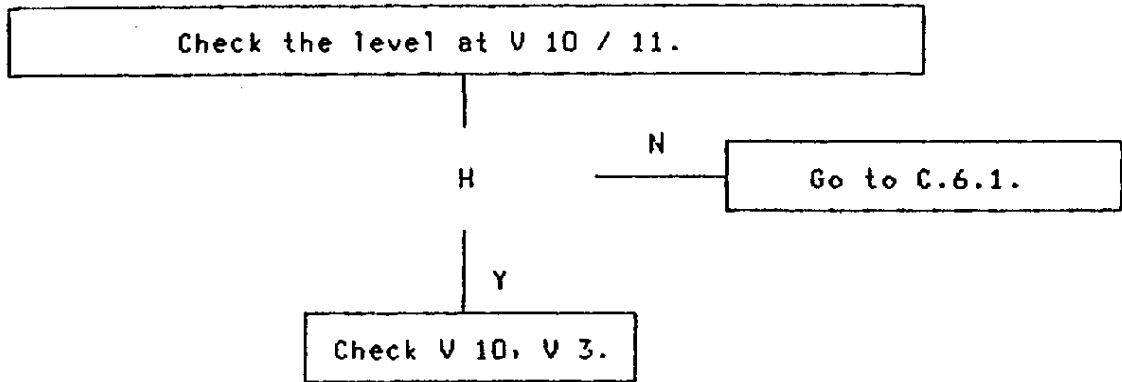 Check the level at V 10 / 11.
N
H
Go to C.6.1.
Y
Check V 10, V 3.